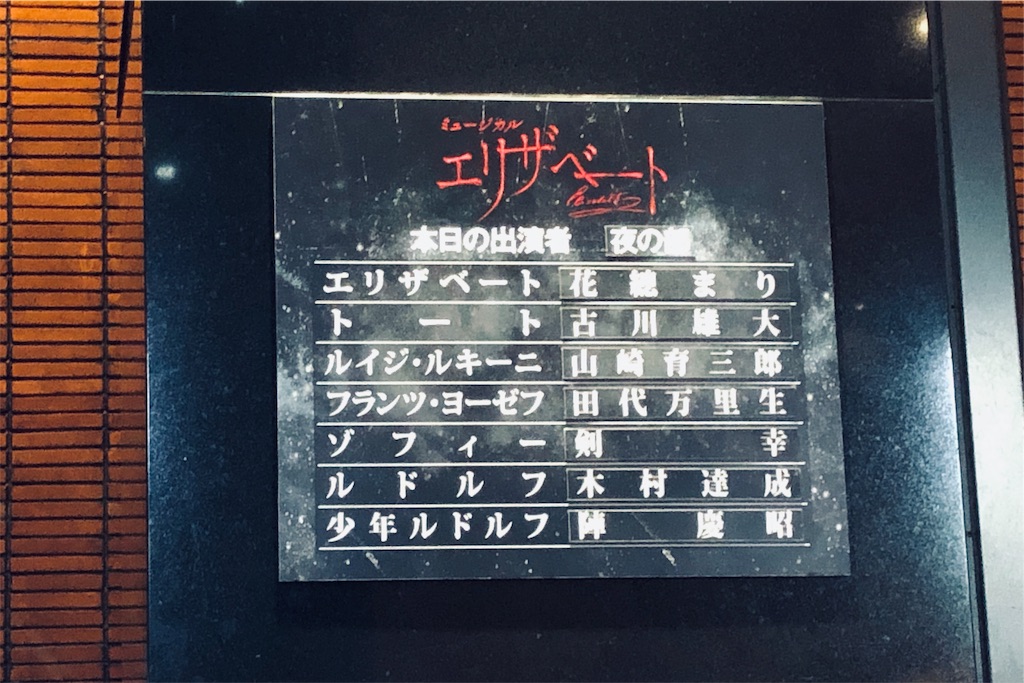 ミュージカル
エリザベート
本日の出演者 夜の部
エリザベート 花總まり
トート 古川雄大
ルイジ・ルキーニ 山崎育三郎
フランツ・ヨーゼフ 田代万里生
ゾフィー 剣幸
ルドルフ 木村達成
少年ルドルフ 陣慶昭